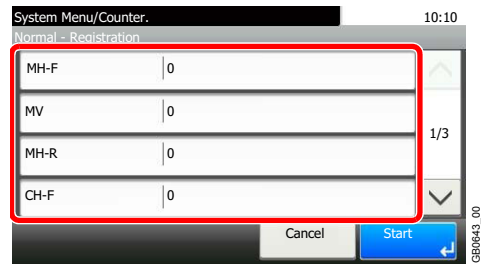 System Menu/Counter. 10:10
Normal - Registration
MH-F 0
MV 0
1/3
MH-R 0
CH-F 0
Cancel Start
GB0643_00